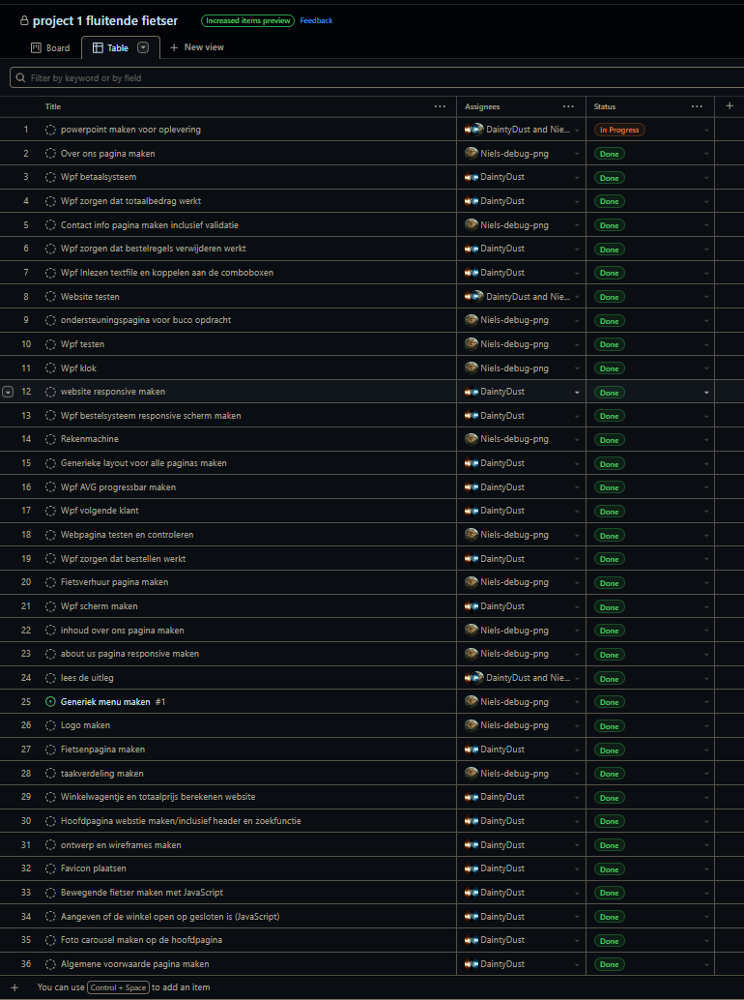 project 1 fluitende fietser Increased items preview Feedback
Board Table New view
Filter by keyword or by field
Title ... Assignees ... Status ... +
1 powerpoint maken voor oplevering DaintyDust and Nie... In Progress
2 Over ons pagina maken Niels-debug-png Done
3 Wpf betaalsysteem DaintyDust Done
4 Wpf zorgen dat totaalbedrag werkt DaintyDust Done
5 Contact info pagina maken inclusief validatie Niels-debug-png Done
6 Wpf zorgen dat bestelregels verwijderen werkt DaintyDust Done
7 Wpf Inlezen textfile en koppelen aan de comboboxen DaintyDust Done
8 Website testen DaintyDust and Nie... Done
9 ondersteuningspagina voor buco opdracht Niels-debug-png Done
10 Wpf testen Niels-debug-png Done
11 Wpf klok Niels-debug-png Done
12 website responsive maken DaintyDust Done
13 Wpf bestelsysteem responsive scherm maken DaintyDust Done
14 Rekenmachine Niels-debug-png Done
15 Generieke layout voor alle paginas maken DaintyDust Done
16 Wpf AVG progressbar maken DaintyDust Done
17 Wpf volgende klant DaintyDust Done
18 Webpagina testen en controleren Niels-debug-png Done
19 Wpf zorgen dat bestellen werkt DaintyDust Done
20 Fietsverhuur pagina maken Niels-debug-png Done
21 Wpf scherm maken DaintyDust Done
22 inhoud over ons pagina maken Niels-debug-png Done
23 about us pagina responsive maken Niels-debug-png Done
24 lees de uitleg DaintyDust and Nie... Done
25 Generiek menu maken #1 Niels-debug-png Done
26 Logo maken Niels-debug-png Done
27 Fietsenpagina maken DaintyDust Done
28 taakverdeling maken Niels-debug-png Done
29 Winkelwagentje en totaalprijs berekenen website DaintyDust Done
30 Hoofdpagina webstie maken/inclusief header en zoekfunctie DaintyDust Done
31 ontwerp en wireframes maken DaintyDust Done
32 Favicon plaatsen DaintyDust Done
33 Bewegende fietser maken met JavaScript DaintyDust Done
34 Aangeven of de winkel open op gesloten is (JavaScript) DaintyDust Done
35 Foto carousel maken op de hoofdpagina DaintyDust Done
36 Algemene voorwaarde pagina maken DaintyDust Done
+ You can use Control + Space to add an item